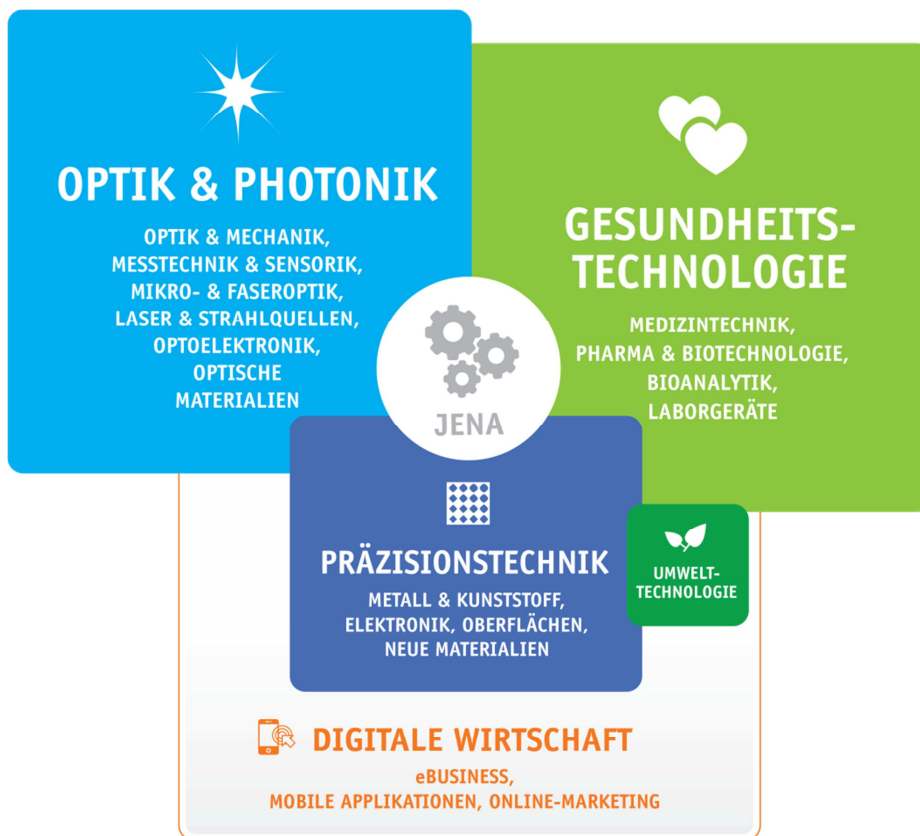 OPTIK & PHOTONIK
OPTIK & MECHANIK,
MESSTECHNIK & SENSORIK,
MIKRO- & FASEROPTIK,
LASER & STRAHLQUELLEN,
OPTOELEKTRONIK,
OPTISCHE
MATERIALIEN
GESUNDHEITS-
TECHNOLOGIE
MEDIZINTECHNIK,
PHARMA & BIOTECHNOLOGIE,
BIOANALYTIK,
LABORGERÄTE
JENA
PRÄZISIONSTECHNIK
METALL & KUNSTSTOFF,
ELEKTRONIK, OBERFLÄCHEN,
NEUE MATERIALIEN
UMWELT-
TECHNOLOGIE
DIGITALE WIRTSCHAFT
eBUSINESS,
MOBILE APPLIKATIONEN, ONLINE-MARKETING